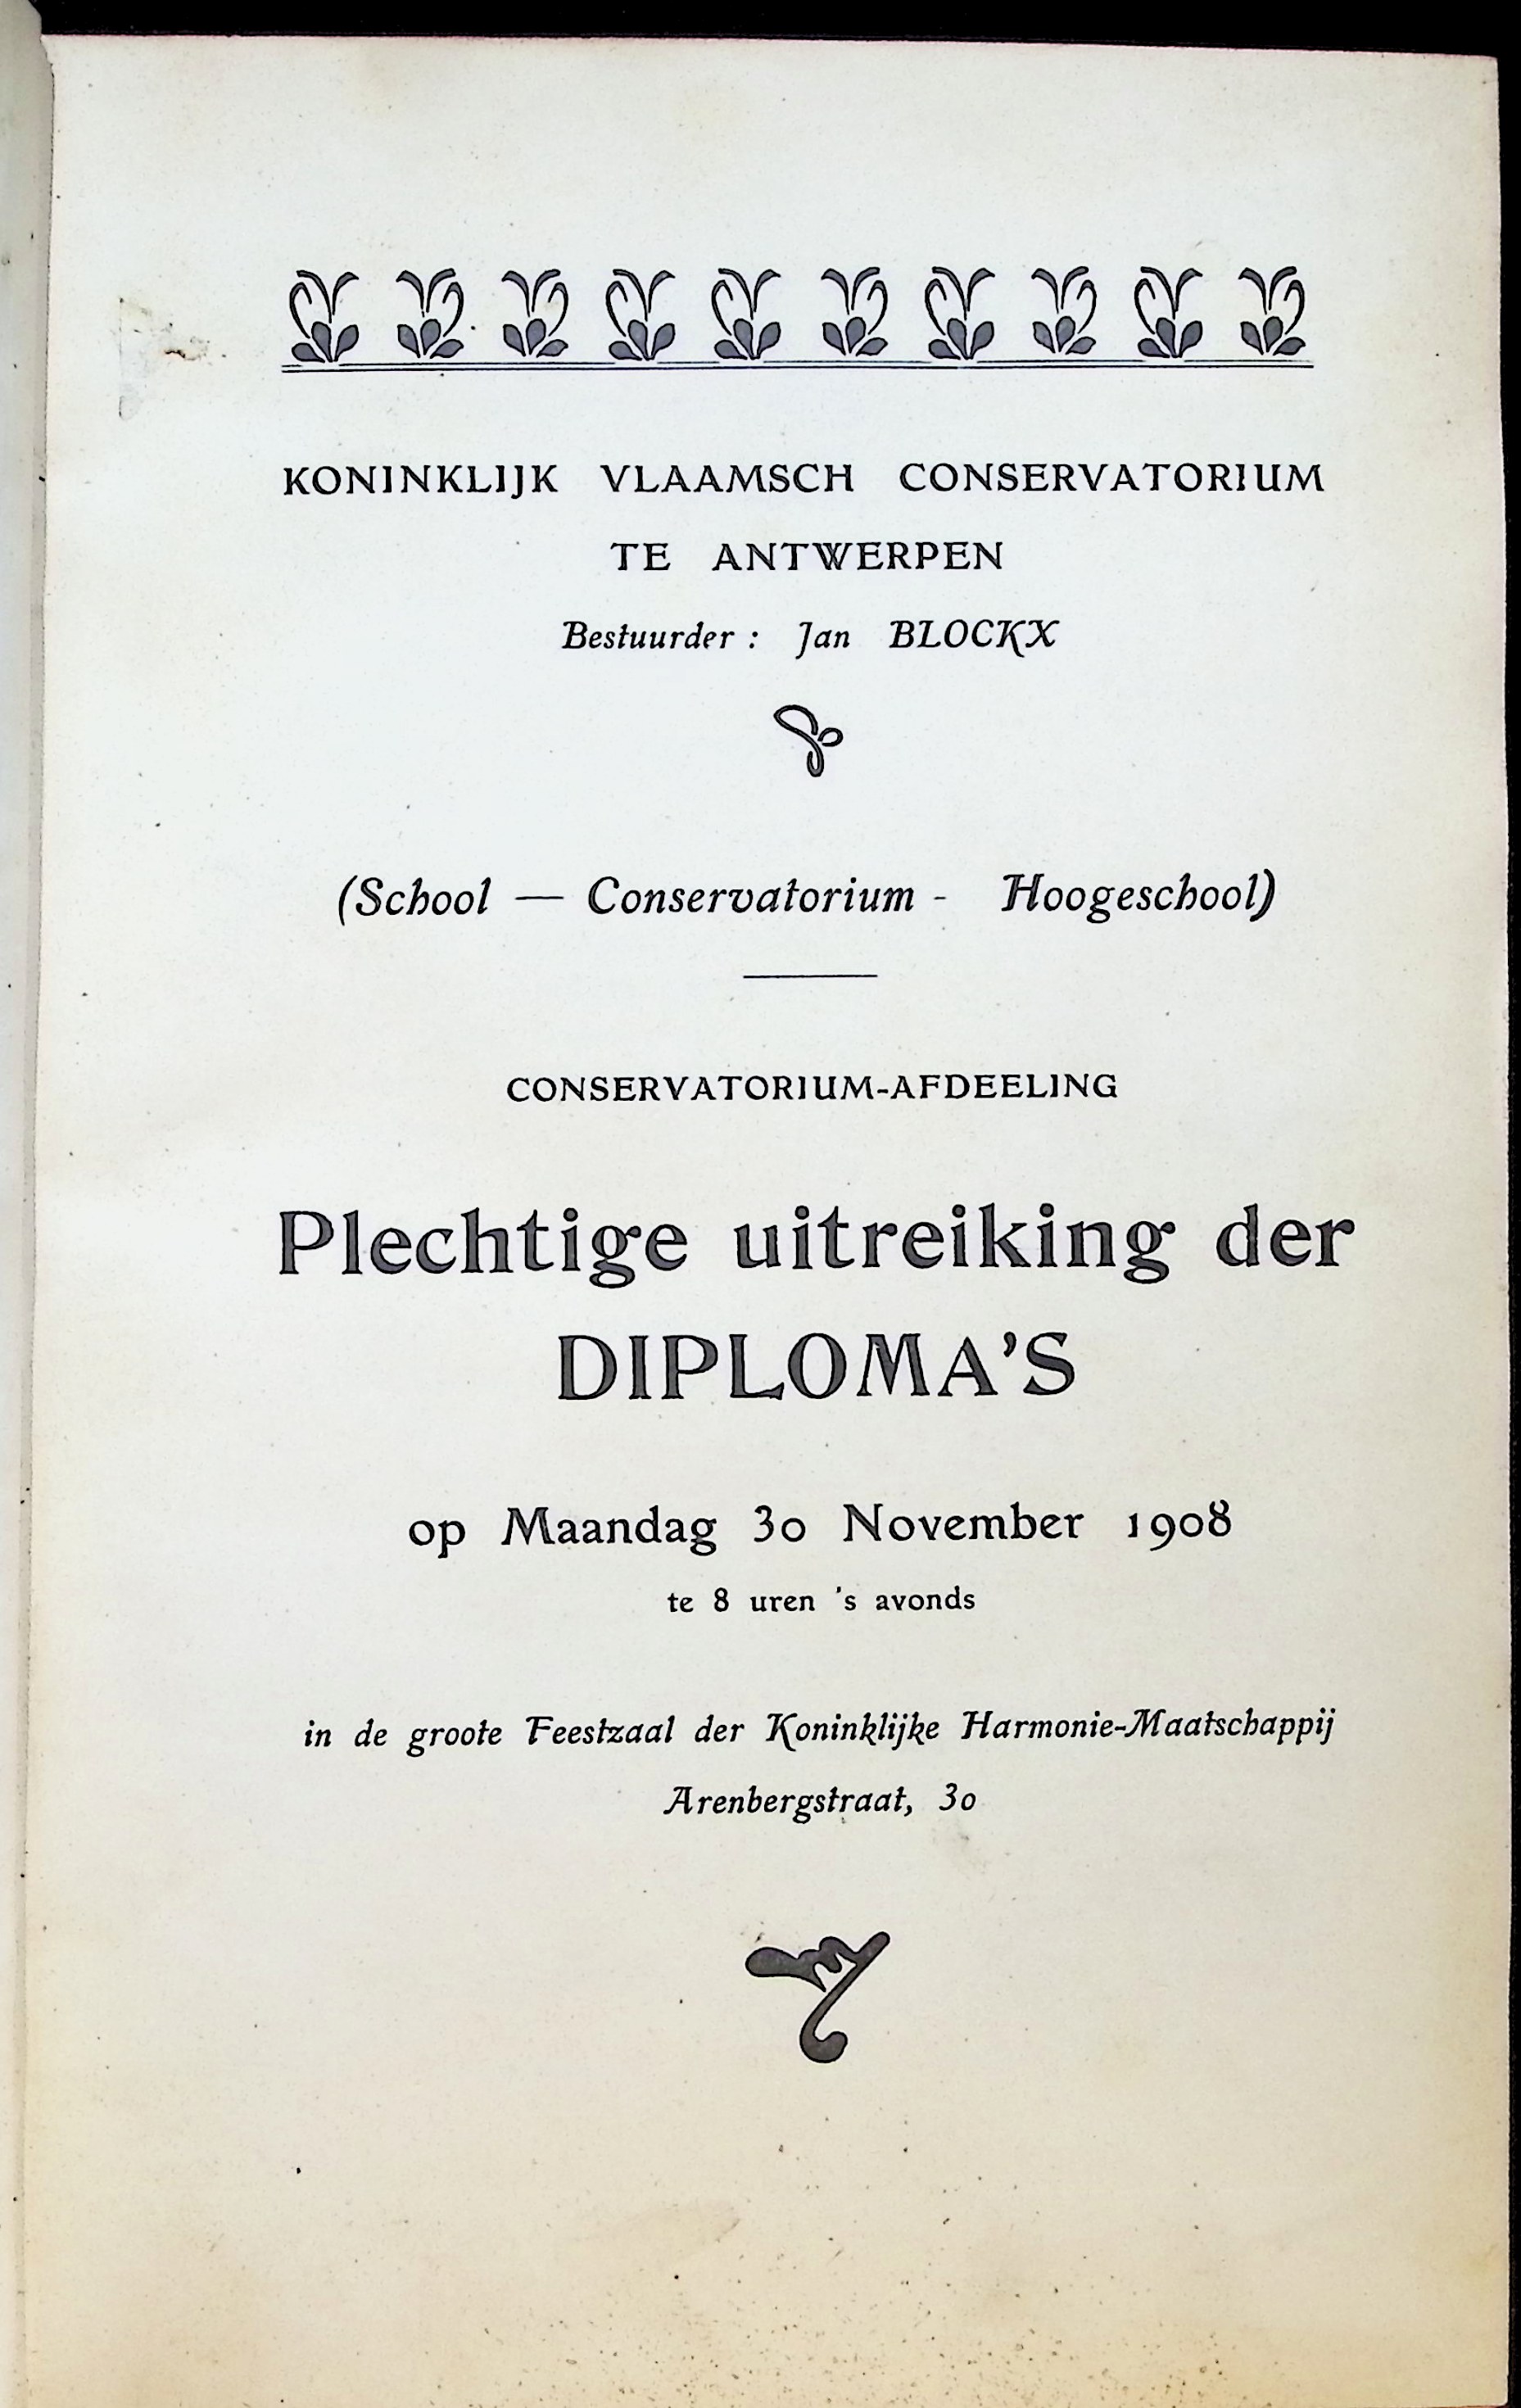 KONINKLIJK VLAAMSCH CONSERVATORIUM
TE ANTWERPEN
Bestuurder : Jan BLOCKX
(School — Conservatorium - Hoogeschool)
CONSERVATORIUM-AFDEELING
Plechtige uitreiking der
DIPLOMA'S
op Maandag 30 November 1908
te 8 uren 's avonds
in de groote Feestzaal der Koninklijke Harmonie-Maatschappij
Arenbergstraat, 30